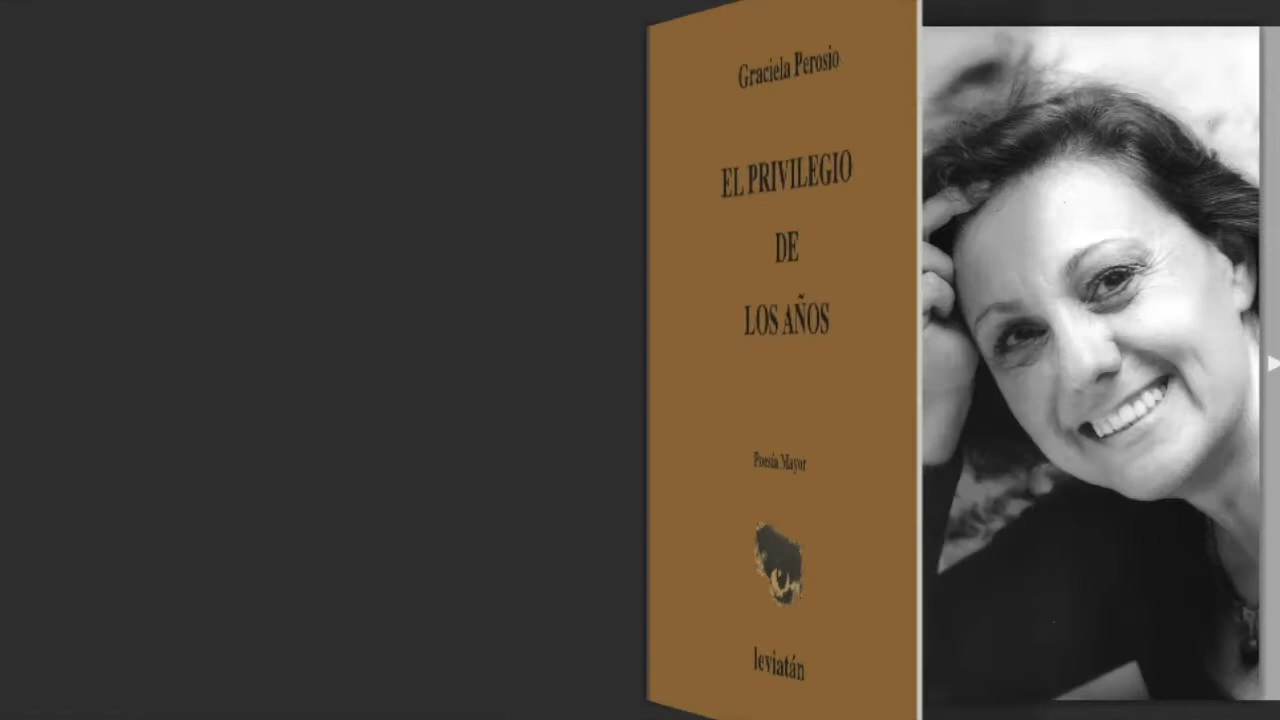 Graciela Perosio
EL PRIVILEGIO
DE
LOS AÑOS
Poesía Mayor
leviatán